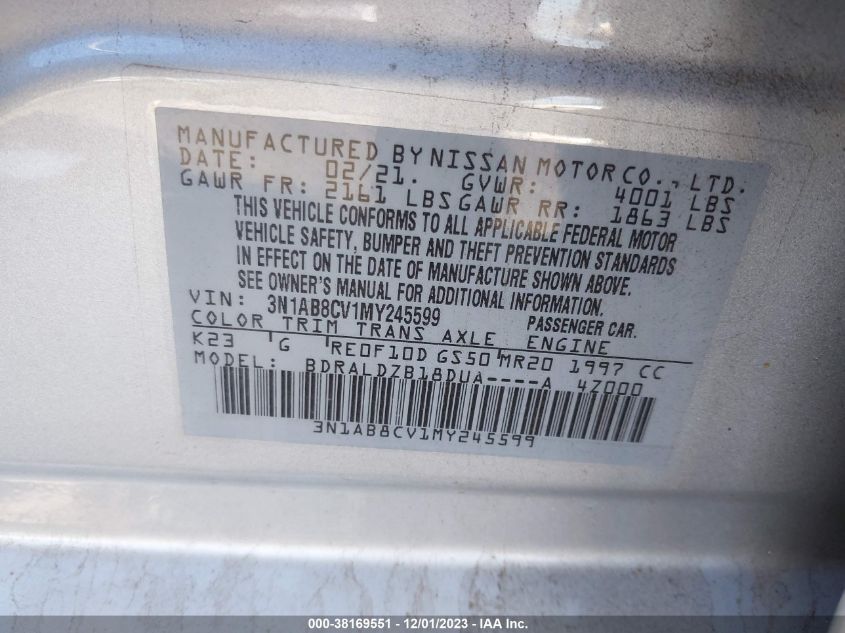 MANUFACTURED BY NISSAN MOTOR CO., LTD.
DATE: 02/21. GVWR: 4001 LBS
GAWR FR: 2161 LBS GAWR RR: 1863 LBS
THIS VEHICLE CONFORMS TO ALL APPLICABLE FEDERAL MOTOR
VEHICLE SAFETY, BUMPER AND THEFT PREVENTION STANDARDS
IN EFFECT ON THE DATE OF MANUFACTURE SHOWN ABOVE.
SEE OWNER'S MANUAL FOR ADDITIONAL INFORMATION.
VIN: 3N1AB8CV1MY245599 PASSENGER CAR.
COLOR TRIM TRANS AXLE ENGINE
K23 G RE0F10D GS50 MR20 1997 CC
MODEL: BDRALDZB18DUA----A 4Z000
3N1AB8CV1MY245599
000-38169551 - 12/01/2023 - IAA Inc.